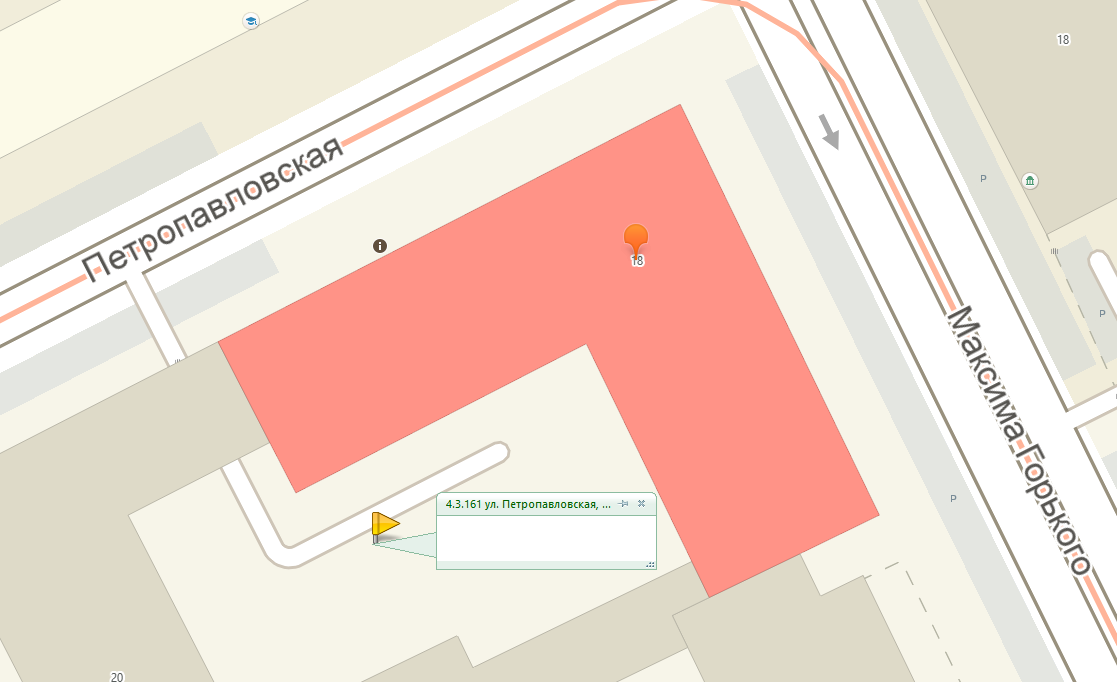 18
Петропавловская
i
18
P
P
Максима Горького
P
4.3.161 ул. Петропавловская, ...
20